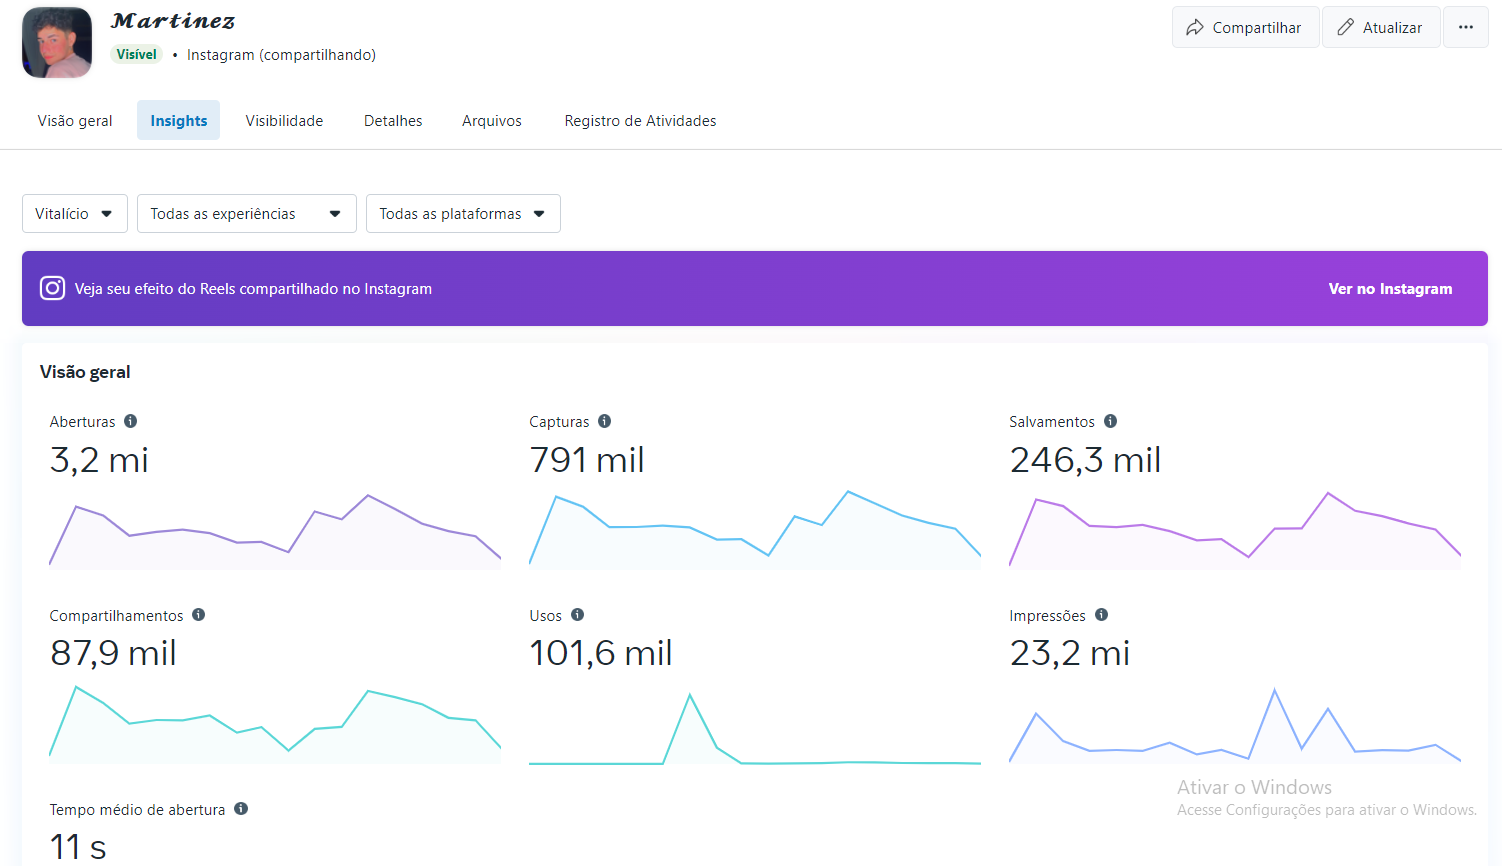 𝓜𝓪𝓻𝓽𝓲𝓷𝓮𝔃
Visível • Instagram (compartilhando)
Compartilhar
Atualizar
Visão geral
Insights
Visibilidade
Detalhes
Arquivos
Registro de Atividades
Vitalício
Todas as experiências
Todas as plataformas
Veja seu efeito do Reels compartilhado no Instagram
Ver no Instagram
Visão geral
Aberturas
3,2 mi
Capturas
791 mil
Salvamentos
246,3 mil
Compartilhamentos
87,9 mil
Usos
101,6 mil
Impressões
23,2 mi
Tempo médio de abertura
11 s
Ativar o Windows
Acesse Configurações para ativar o Windows.